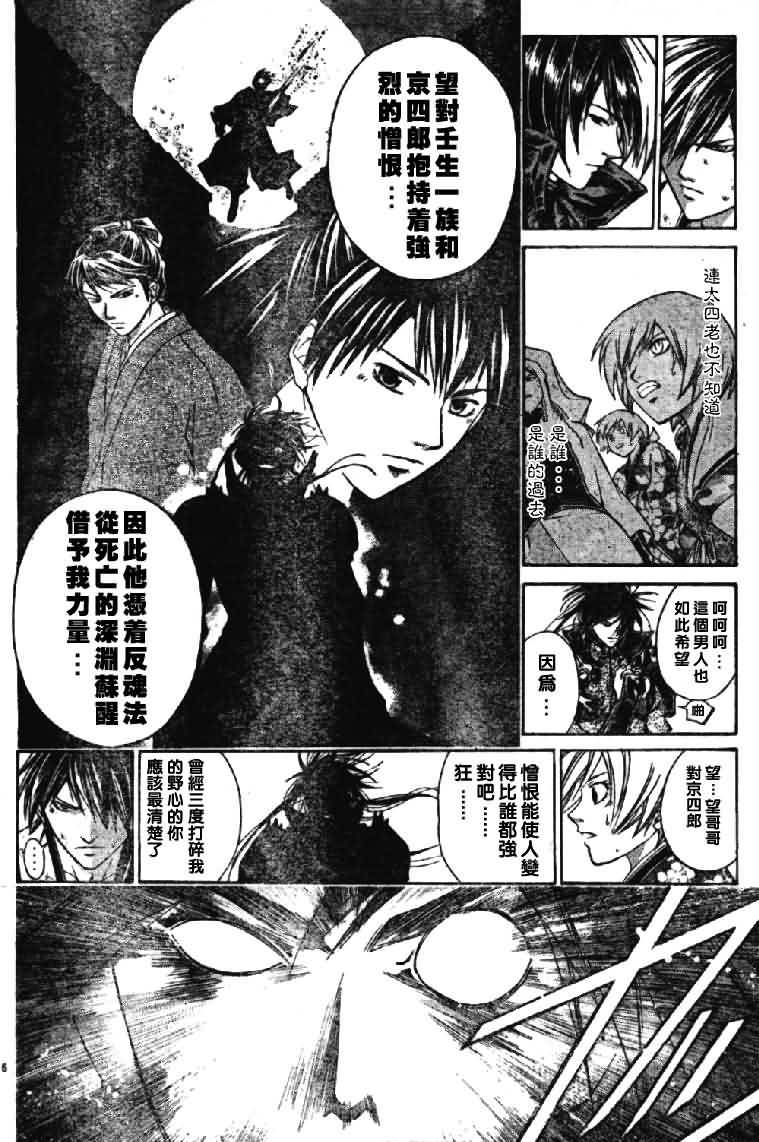 連太四老也不知道
是誰…
是誰的過去
呵呵呵…
這個男人也
如此希望
啪
因爲…
望對壬生一族和
京四郎抱持着強
烈的憎恨…
因此他憑着反魂法
從死亡的深淵蘇醒
借予我力量…
望…望哥哥
對京四郎
憎恨能使人變
得比誰都強
對吧……
狂……
曾經三度打碎我
的野心的你
應該最清楚了
……
6